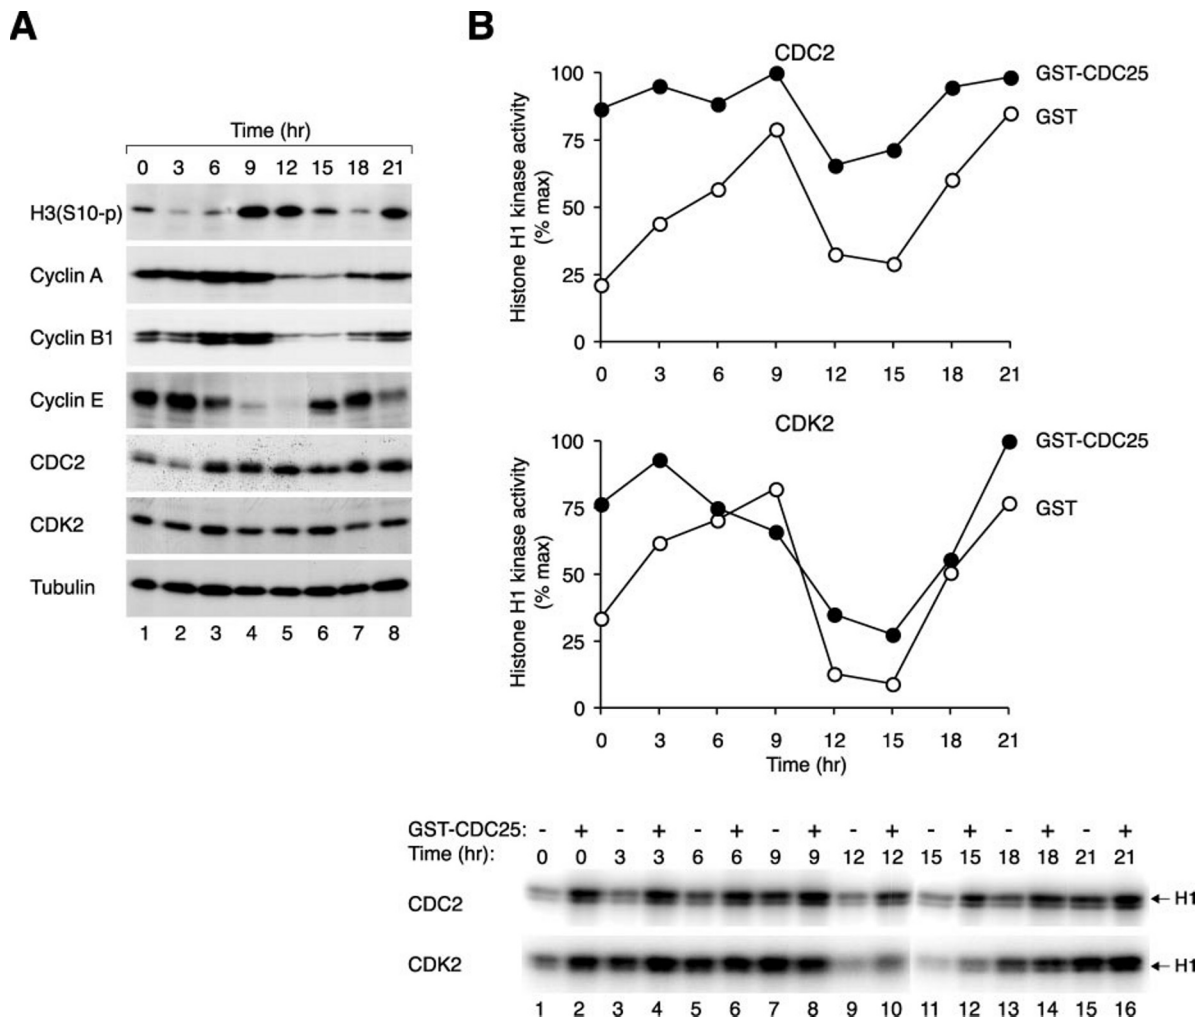 A
Time (hr)
0 3 6 9 12 15 18 21
H3(S10-p)
Cyclin A
Cyclin B1
Cyclin E
CDC2
CDK2
Tubulin
1 2 3 4 5 6 7 8
B
CDC2
Histone H1 kinase activity
(% max)
100
75
50
25
0
0 3 6 9 12 15 18 21
GST-CDC25
GST
CDK2
Histone H1 kinase activity
(% max)
100
75
50
25
0
0 3 6 9 12 15 18 21
Time (hr)
GST-CDC25
GST
GST-CDC25: - + - + - + - + - + - + - + - +
Time (hr): 0 0 3 3 6 6 9 9 12 12 15 15 18 18 21 21
CDC2 ←H1
CDK2 ←H1
1 2 3 4 5 6 7 8 9 10 11 12 13 14 15 16